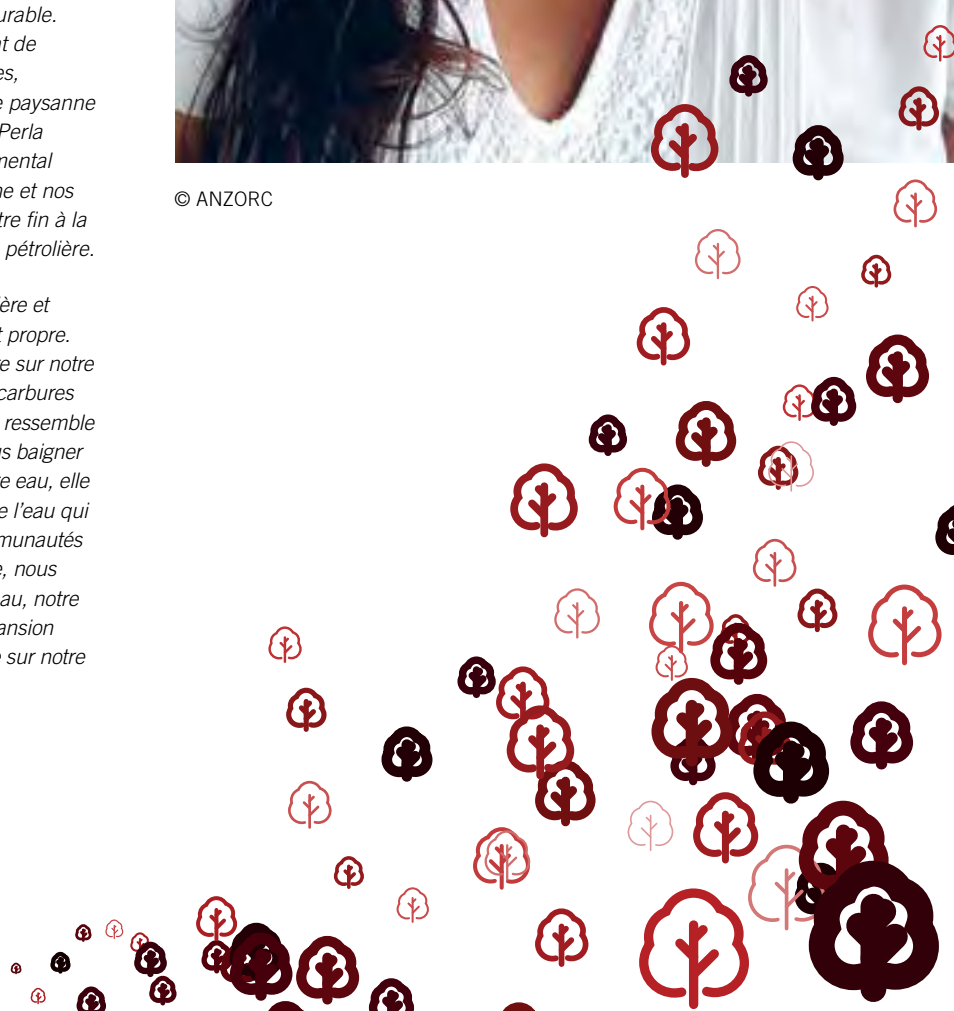 urable.
t de
es,
e paysanne
Perla
mental
ne et nos
tre fin à la
pétrolière.
ère et
t propre.
e sur notre
carbures
ressemble
us baigner
re eau, elle
e l’eau qui
munautés
e, nous
au, notre
ansion
e sur notre
© ANZORC